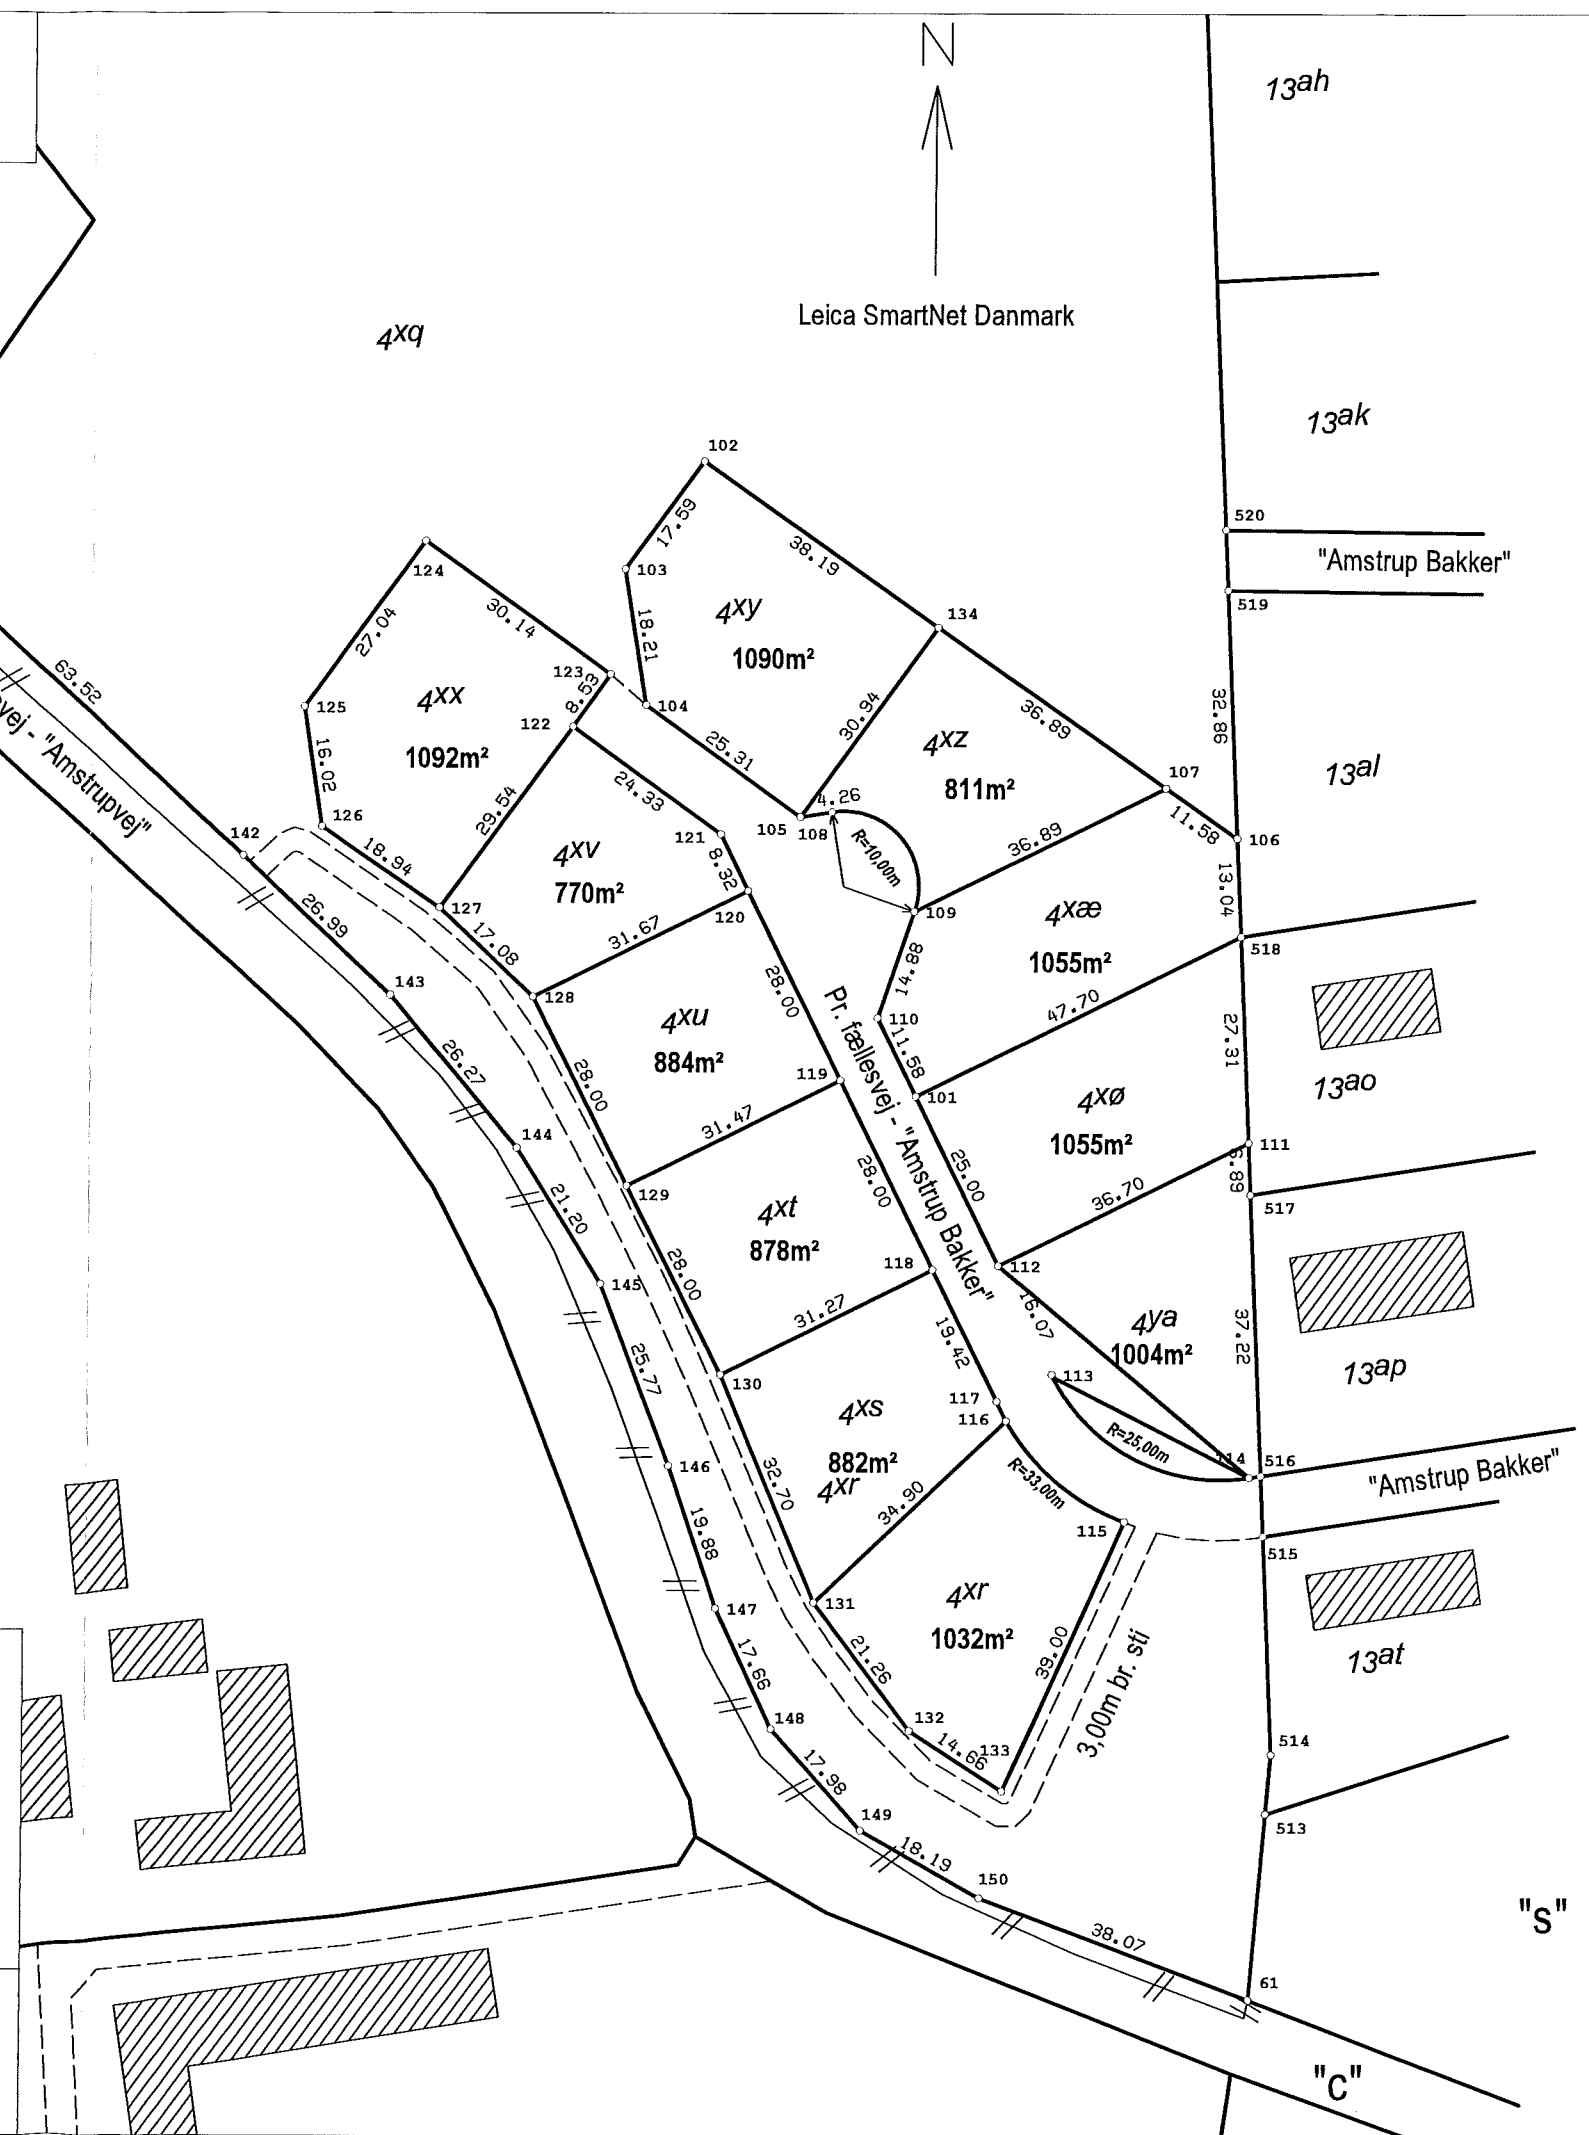 N
13ah
Leica SmartNet Danmark
4xq
13ak
102
520
"Amstrup Bakker"
519
17.59
38.19
103
124
30.14
18.21
4xy
1090m²
134
27.04
63.52
123
8.53
122
104
125
4xx
1092m²
16.02
25.31
30.94
36.89
32.86
4xz
811m²
13al
107
11.58
24.33
29.54
4.26
105
108
R=10,00m
106
vej - "Amstrupvej"
142
126
18.94
121
8.32
4xv
770m²
36.89
13.04
26.99
127
17.08
31.67
120
109
4xæ
1055m²
518
14.88
143
128
28.00
47.70
110
11.58
27.31
4xu
884m²
Pr. fællesvej - "Amstrup Bakker"
26.27
28.00
119
101
4xø
1055m²
13ao
144
31.47
111
6.89
129
21.20
28.00
25.00
36.70
517
4xt
878m²
118
112
145
28.00
31.27
16.07
4ya
1004m²
37.22
25.77
19.42
13ap
130
113
117
116
4xs
882m²
4xr
R=25,00m
114
516
"Amstrup Bakker"
146
32.70
34.90
R=33,00m
19.88
115
515
147
131
4xr
1032m²
39.00
3,00m br. sti
13at
17.66
21.26
148
132
14.66
133
514
17.98
149
18.19
513
150
38.07
"S"
61
"C"